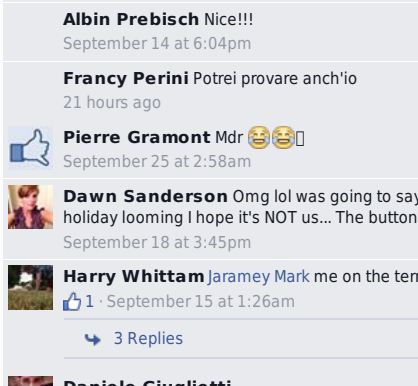 Albin Prebisch Nice!!!
September 14 at 6:04pm
Francy Perini Potrei provare anch'io
21 hours ago
Pierre Gramont Mdr 😂😂
September 25 at 2:58am
Dawn Sanderson Omg lol was going to say
holiday looming I hope it's NOT us... The button
September 18 at 3:45pm
Harry Whittam Jaramey Mark me on the
1 · September 15 at 1:26am
3 Replies
Daniele Giuglietti